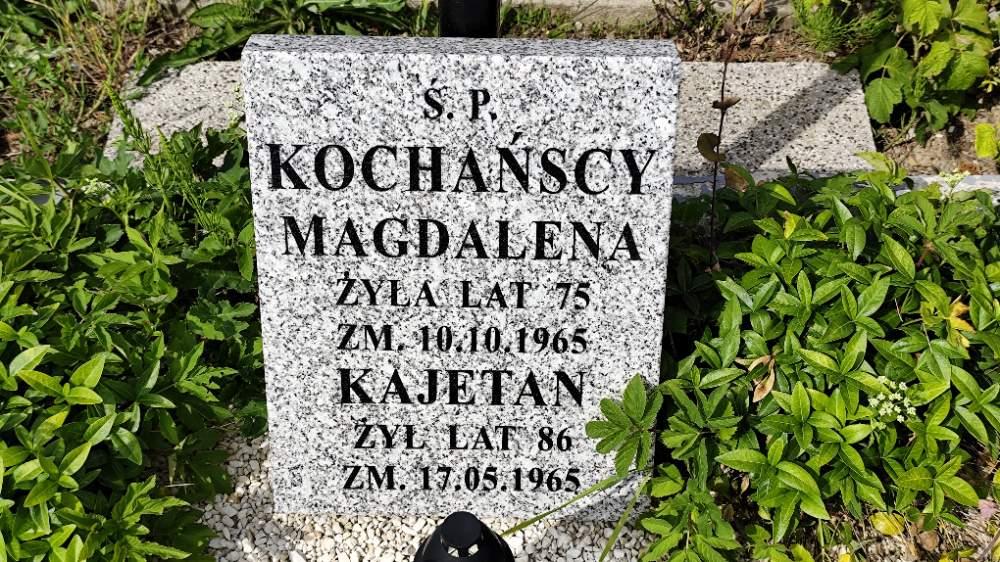 Ś. P.
KOCHAŃSCY
MAGDALENA
ŻYŁA LAT 75
ZM. 10.10.1965
KAJETAN
ŻYŁ LAT 86
ZM. 17.05.1965